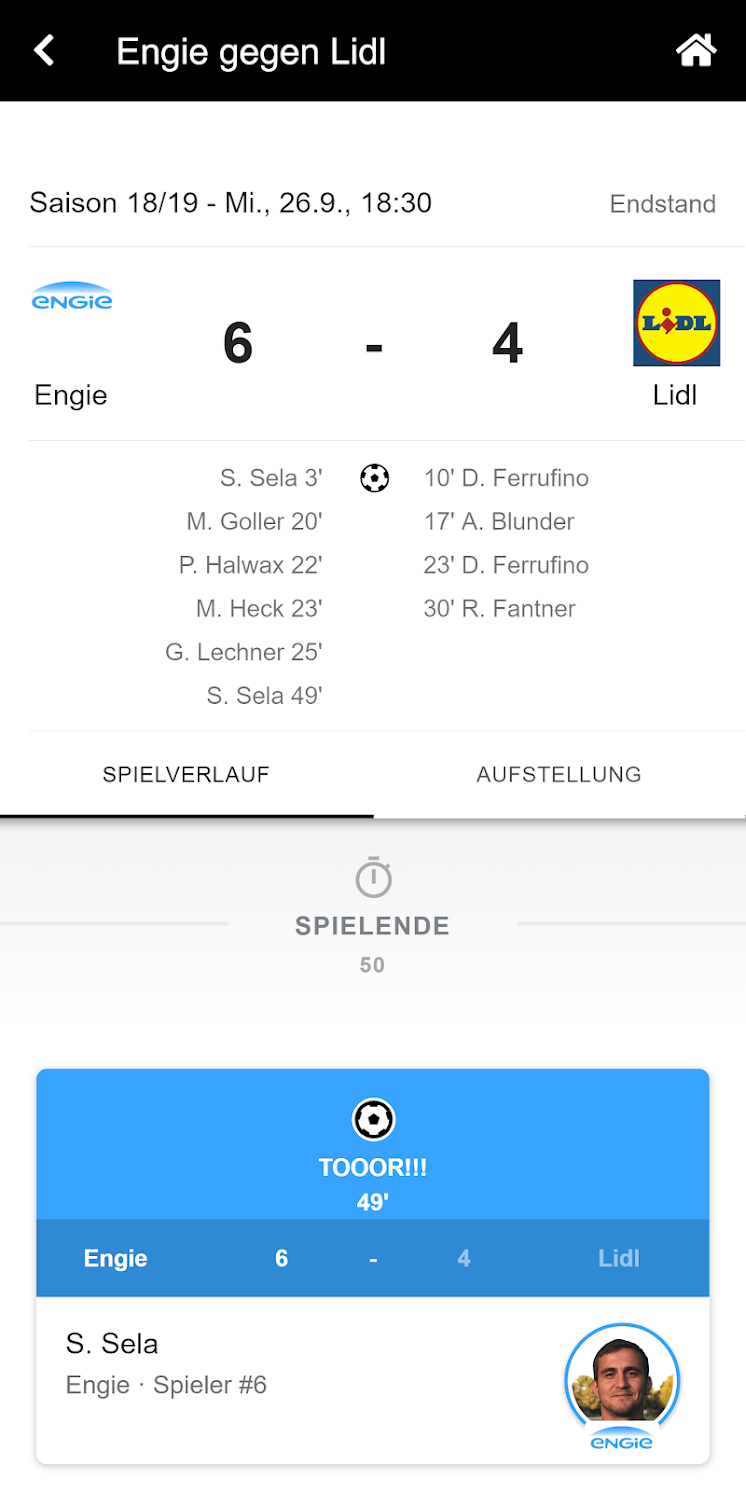 Engie gegen Lidl
Saison 18/19 - Mi., 26.9., 18:30 Endstand
ENGIE
LIDL
6 - 4
Engie Lidl
S. Sela 3' 10' D. Ferrufino
M. Goller 20' 17' A. Blunder
P. Halwax 22' 23' D. Ferrufino
M. Heck 23' 30' R. Fantner
G. Lechner 25'
S. Sela 49'
SPIELVERLAUF AUFSTELLUNG
SPIELENDE
50
TOOOR!!!
49'
Engie 6 - 4 Lidl
S. Sela
Engie · Spieler #6
ENGIE